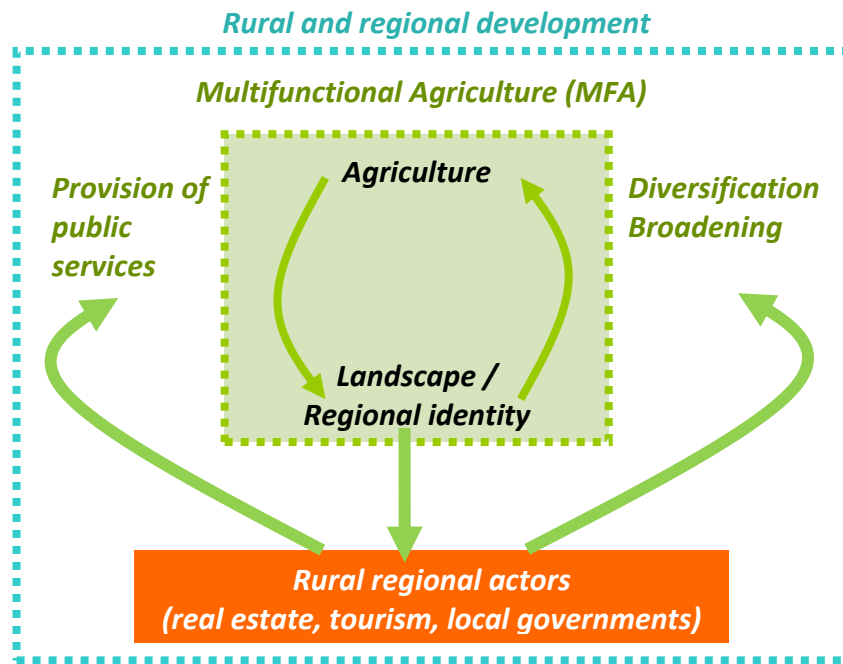 Rural and regional development
Multifunctional Agriculture (MFA)
Agriculture
Provision of
public
services
Diversification
Broadening
Landscape /
Regional identity
Rural regional actors
(real estate, tourism, local governments)